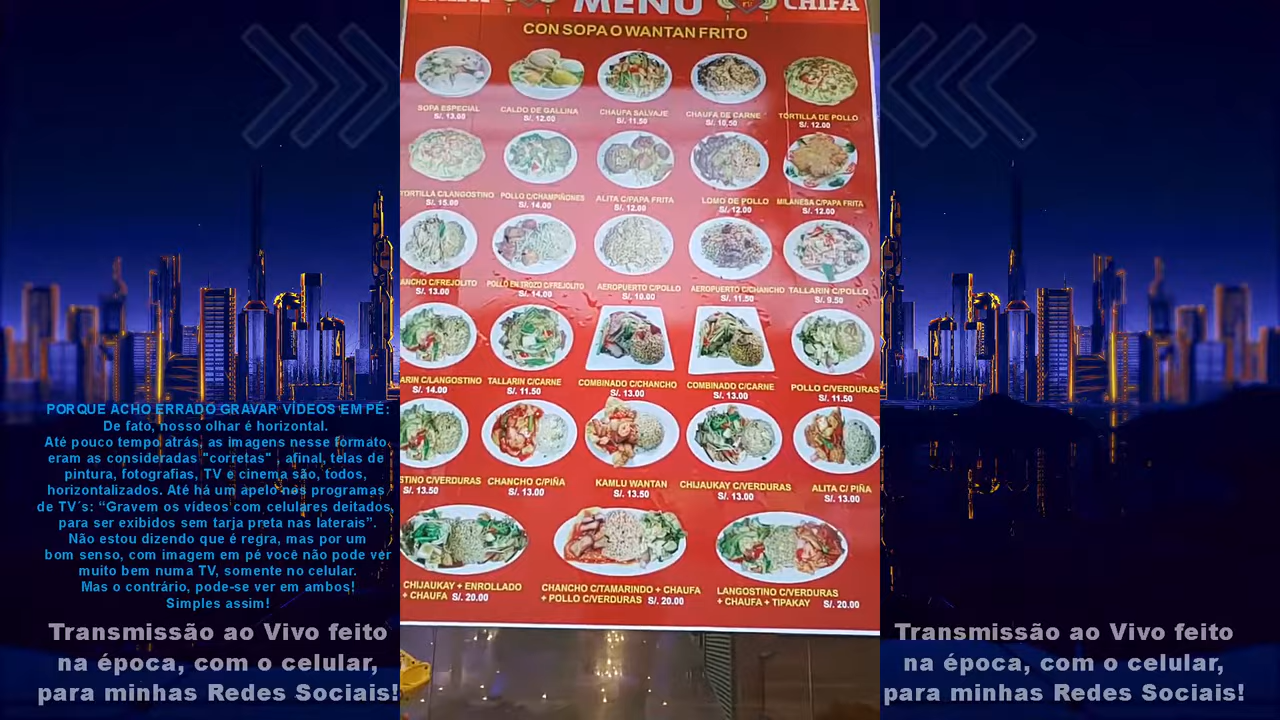 MENÚ
CHIFA
CON SOPA O WANTAN FRITO
SOPA ESPECIAL
S/. 13.00
CALDO DE GALLINA
S/. 12.00
CHAUFA SALVAJE
S/. 11.50
CHAUFA DE CARNE
S/. 10.50
TORTILLA DE POLLO
S/. 12.00
TORTILLA C/LANGOSTINO
S/. 15.00
POLLO C/CHAMPIÑONES
S/. 14.00
ALITA C/PAPA FRITA
S/. 12.00
LOMO DE POLLO
S/. 12.00
MILANESA C/PAPA FRITA
S/. 12.00
ANCHO C/FREJOLITO
S/. 13.00
POLLO EN TROZO C/FREJOLITO
S/. 14.00
AEROPUERTO C/POLLO
S/. 10.00
AEROPUERTO C/CHANCHO
S/. 11.50
TALLARIN C/POLLO
S/. 9.50
ARIN C/LANGOSTINO
S/. 14.00
TALLARIN C/CARNE
S/. 11.50
COMBINADO C/CHANCHO
S/. 13.00
COMBINADO C/CARNE
S/. 13.00
POLLO C/VERDURAS
S/. 11.50
STINO C/VERDURAS
S/. 13.50
CHANCHO C/PIÑA
S/. 13.00
KAMLU WANTAN
S/. 13.50
CHIJAUKAY C/VERDURAS
S/. 13.00
ALITA C/ PIÑA
S/. 13.00
CHIJAUKAY + ENROLLADO
+ CHAUFA S/. 20.00
CHANCHO C/TAMARINDO + CHAUFA
+ POLLO C/VERDURAS S/. 20.00
LANGOSTINO C/VERDURAS
+ CHAUFA + TIPAKAY S/. 20.00
PORQUE ACHO ERRADO GRAVAR VÍDEOS EM PÉ:
De fato, nosso olhar é horizontal.
Até pouco tempo atrás, as imagens nesse formato,
eram as consideradas "corretas" , afinal, telas de
pintura, fotografias, TV e cinema são, todos,
horizontalizados. Até há um apelo nos programas
de TV´s: “Gravem os vídeos com celulares deitados,
para ser exibidos sem tarja preta nas laterais”.
Não estou dizendo que é regra, mas por um
bom senso, com imagem em pé você não pode ver
muito bem numa TV, somente no celular.
Mas o contrário, pode-se ver em ambos!
Simples assim!
Transmissão ao Vivo feito
na época, com o celular,
para minhas Redes Sociais!
Transmissão ao Vivo feito
na época, com o celular,
para minhas Redes Sociais!